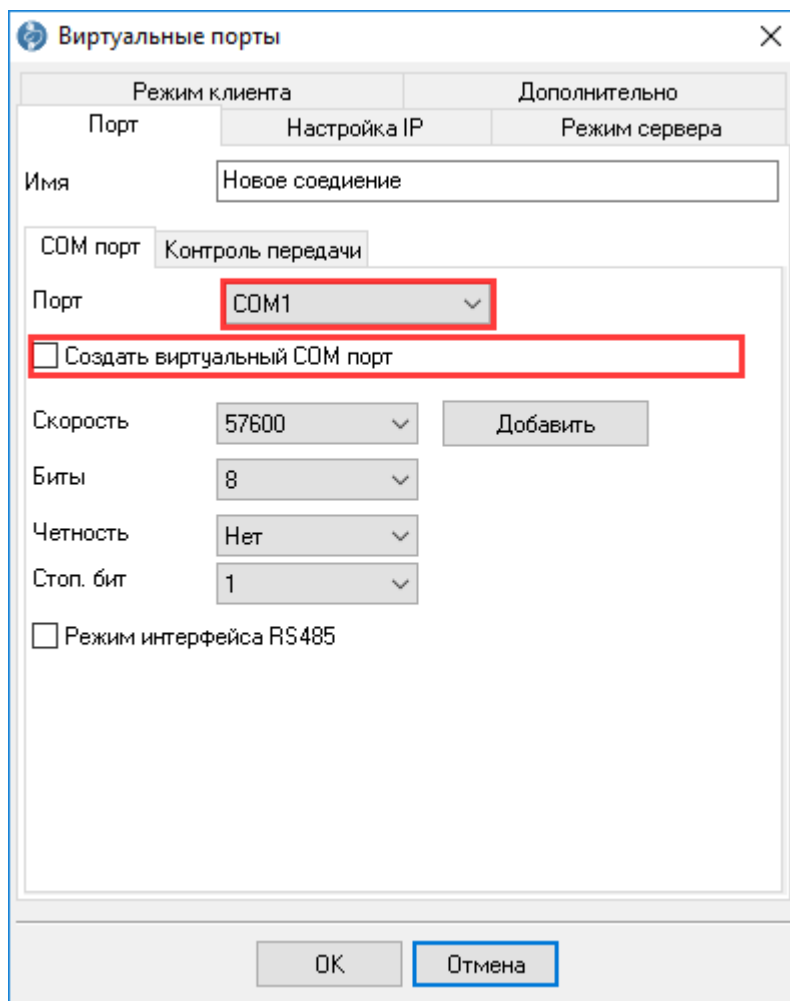 Виртуальные порты
Режим клиента Дополнительно
Порт Настройка IP Режим сервера
Имя Новое соедиение
COM порт Контроль передачи
Порт COM1
Создать виртуальный COM порт
Скорость 57600 Добавить
Биты 8
Четность Нет
Стоп. бит 1
Режим интерфейса RS485
OK Отмена